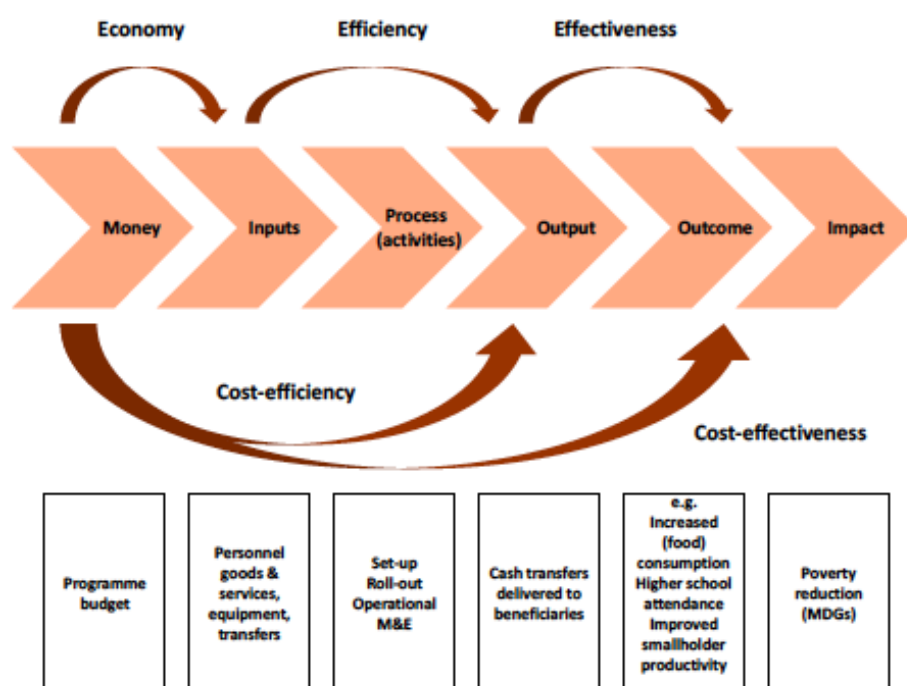 Economy
Efficiency
Effectiveness
Money
Inputs
Process
(activities)
Output
Outcome
Impact
Cost-efficiency
Cost-effectiveness
Programme
budget
Personnel
goods &
services,
equipment,
transfers
Set-up
Roll-out
Operational
M&E
Cash transfers
delivered to
beneficiaries
e.g.
Increased
(food)
consumption
Higher school
attendance
Improved
smallholder
productivity
Poverty
reduction
(MDGs)